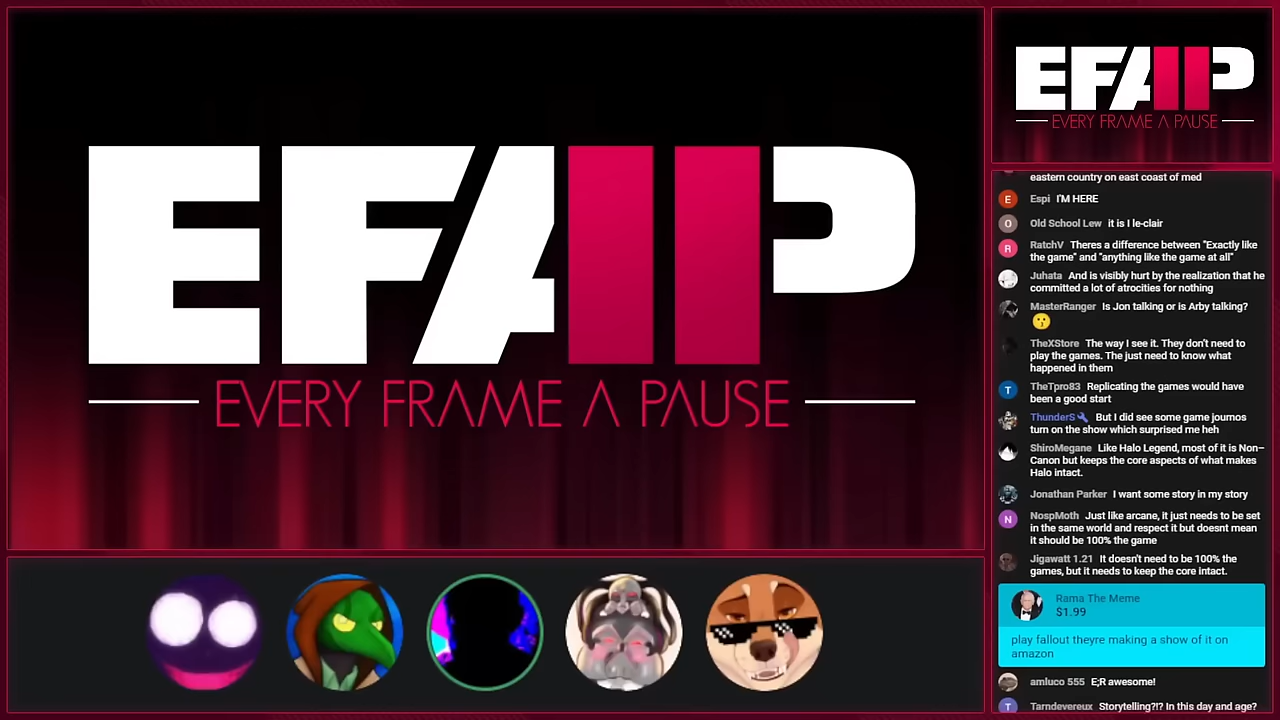 EFAP
EVERY FRAME A PAUSE
EFAP
EVERY FRAME A PAUSE
eastern country on east coast of med
E Espi I'M HERE
O Old School Lew it is I le-clair
R RatchV Theres a difference between "Exactly like
the game" and "anything like the game at all"
Juhata And is visibly hurt by the realization that he
committed a lot of atrocities for nothing
MasterRanger Is Jon talking or is Arby talking?
😗
TheXStore The way I see it. They don't need to
play the games. The just need to know what
happened in them
T TheTpro83 Replicating the games would have
been a good start
ThunderS🔧 But I did see some game journos
turn on the show which surprised me heh
ShiroMegane Like Halo Legend, most of it is Non-
Canon but keeps the core aspects of what makes
Halo intact.
Jonathan Parker I want some story in my story
N NospMoth Just like arcane, it just needs to be set
in the same world and respect it but doesnt mean
it should be 100% the game
Jigawatt 1.21 It doesn't need to be 100% the
games, but it needs to keep the core intact.
Rama The Meme
$1.99
play fallout theyre making a show of it on
amazon
amluco 555 E;R awesome!
T Tarndevereux Storytelling?!? In this day and age?